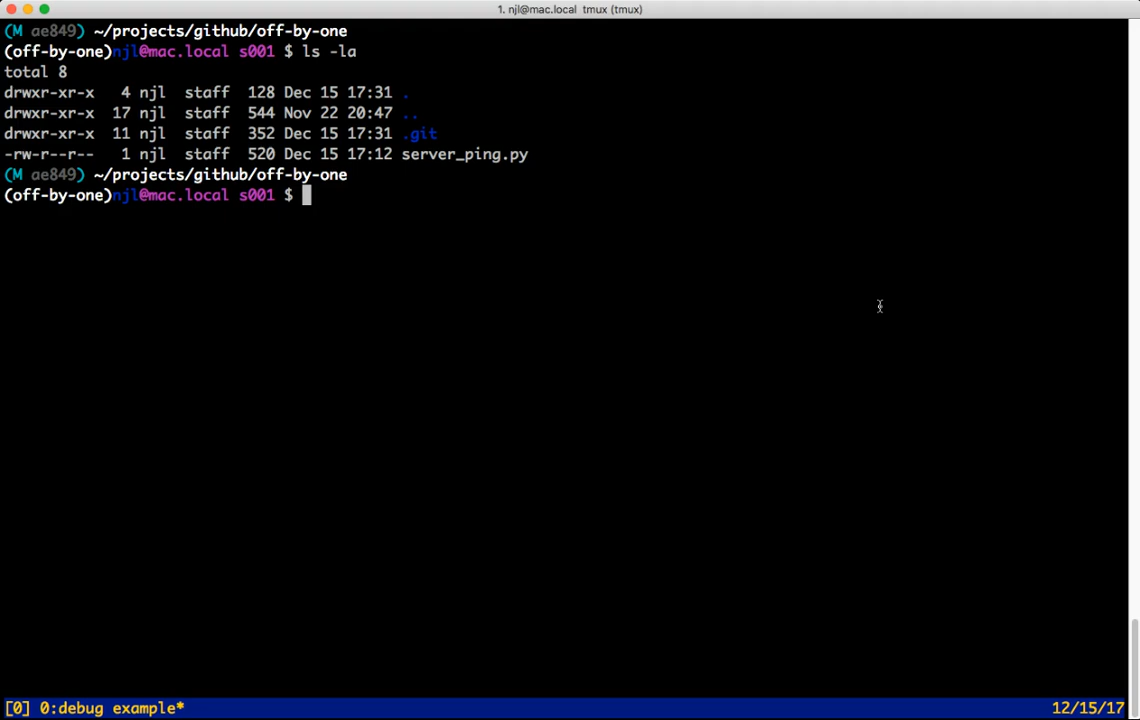 1. njl@mac.local tmux (tmux)
(M ae849) ~/projects/github/off-by-one
(off-by-one)njl@mac.local s001 $ ls -la
total 8
drwxr-xr-x   4 njl  staff  128 Dec 15 17:31 .
drwxr-xr-x  17 njl  staff  544 Nov 22 20:47 ..
drwxr-xr-x  11 njl  staff  352 Dec 15 17:31 .git
-rw-r--r--   1 njl  staff  520 Dec 15 17:12 server_ping.py
(M ae849) ~/projects/github/off-by-one
(off-by-one)njl@mac.local s001 $
[0] 0:debug example* 12/15/17